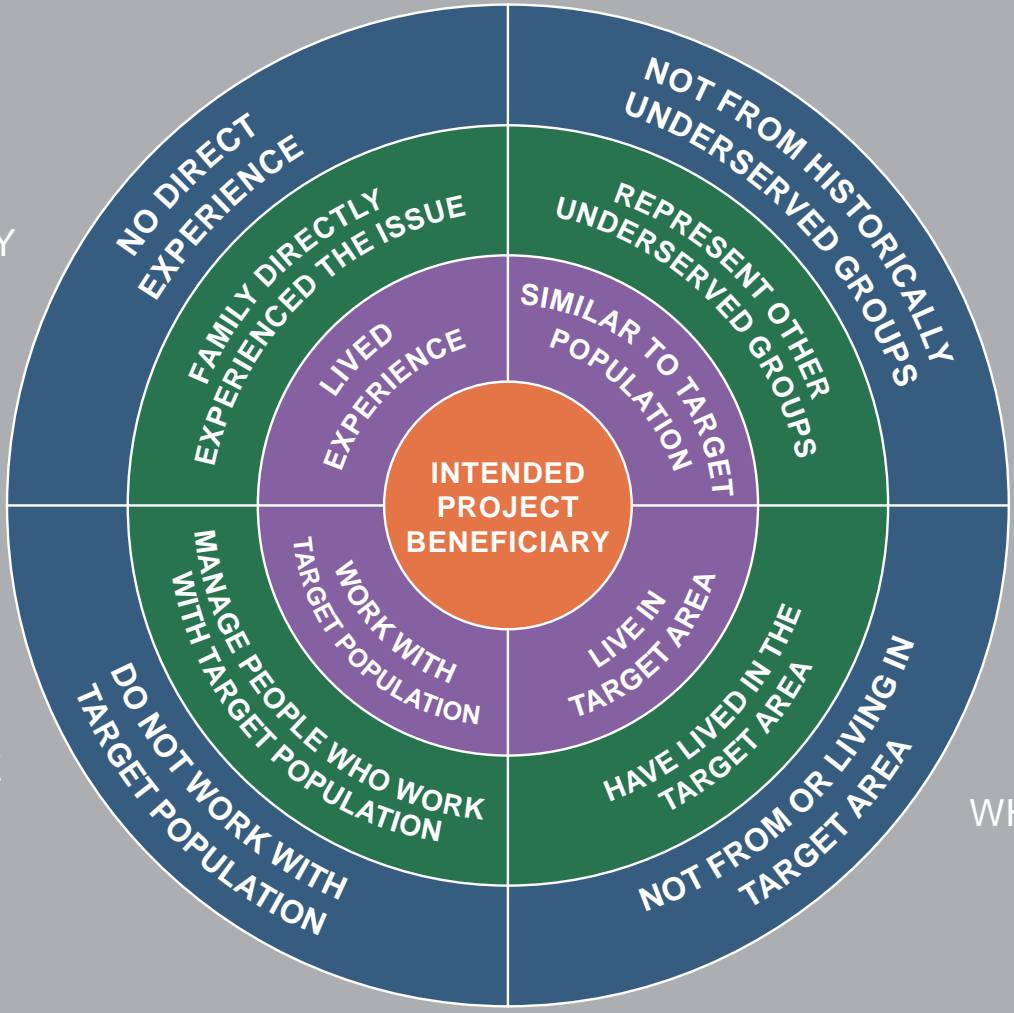 NO DIRECT
EXPERIENCE
NOT FROM HISTORICALLY
UNDERSERVED GROUPS
FAMILY DIRECTLY
EXPERIENCED THE ISSUE
REPRESENT OTHER
UNDERSERVED GROUPS
LIVED
EXPERIENCE
SIMILAR TO TARGET
POPULATION
INTENDED
PROJECT
BENEFICIARY
WORK WITH
TARGET POPULATION
LIVE IN
TARGET AREA
MANAGE PEOPLE WHO WORK
WITH TARGET POPULATION
HAVE LIVED IN THE
TARGET AREA
DO NOT WORK WITH
TARGET POPULATION
NOT FROM OR LIVING IN
TARGET AREA
Y
WH